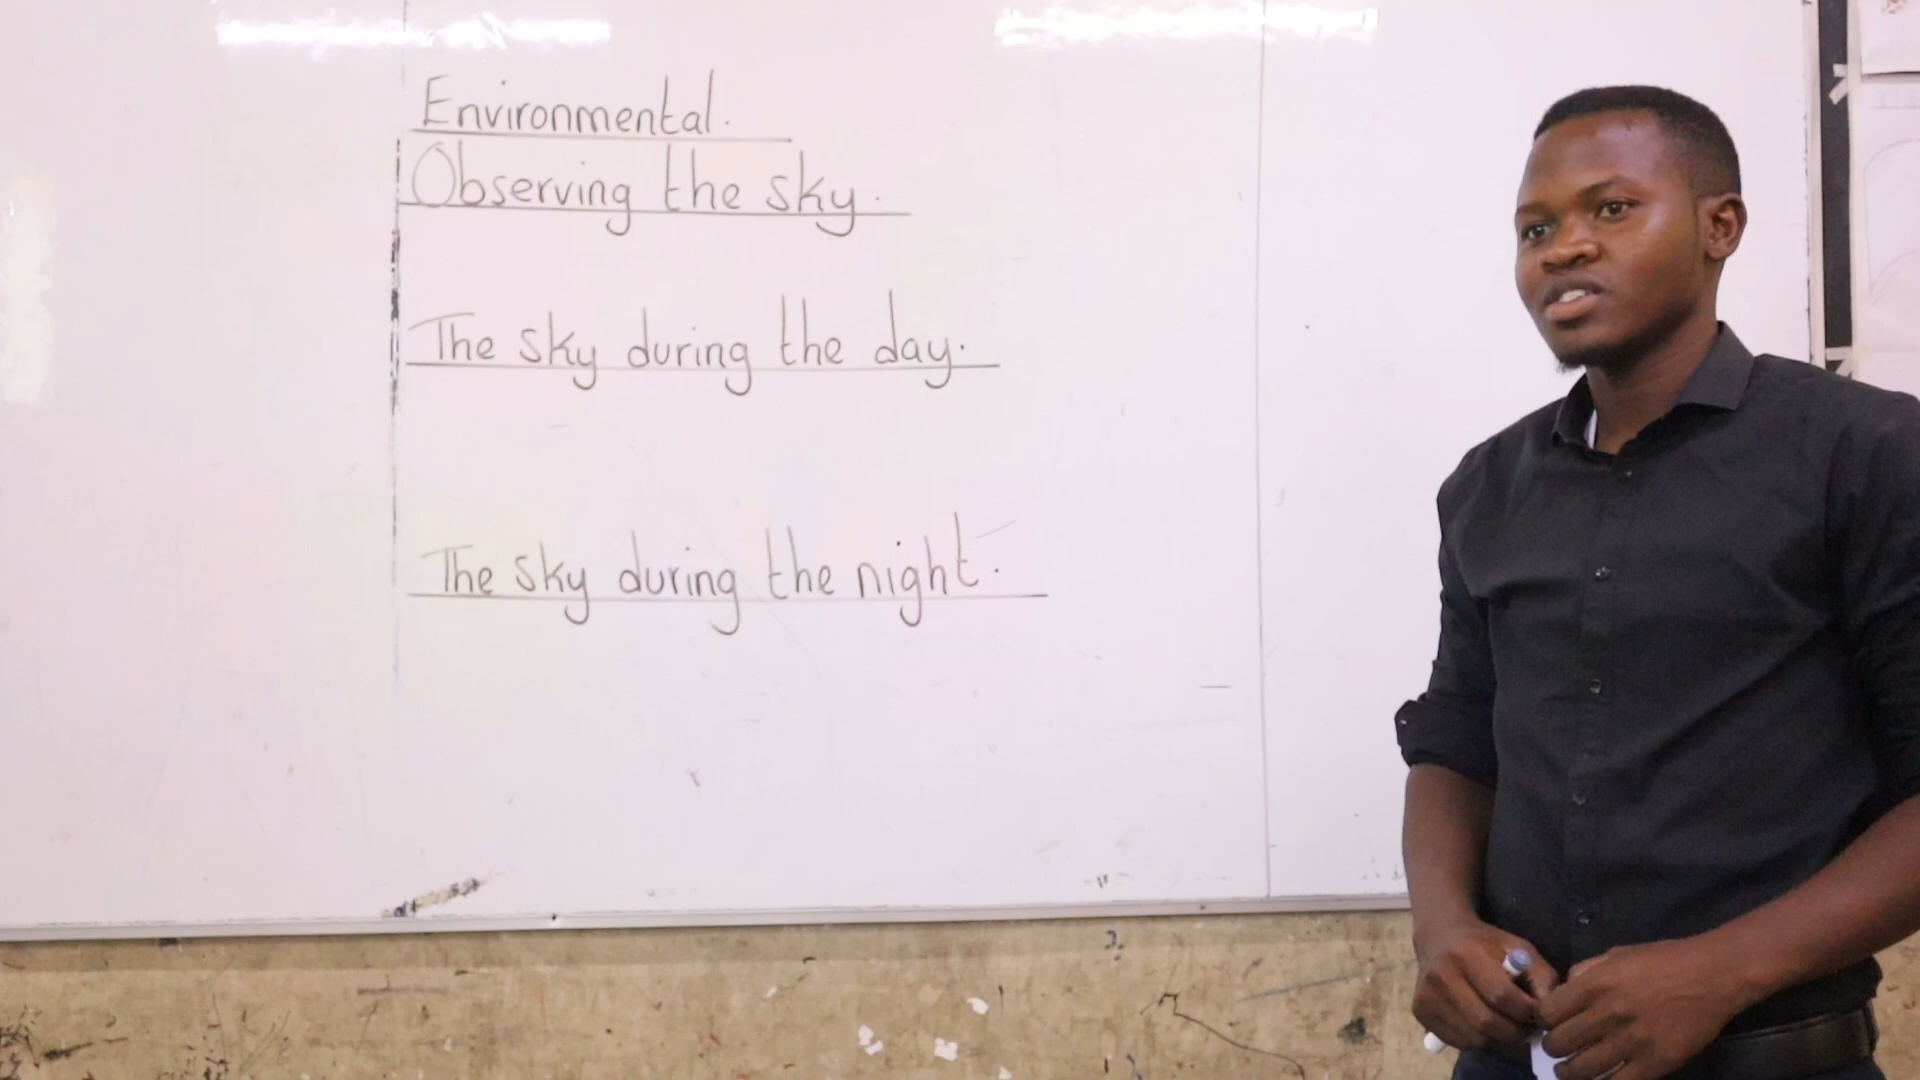 Environmental.
Observing the sky.
The sky during the day.
The sky during the night.